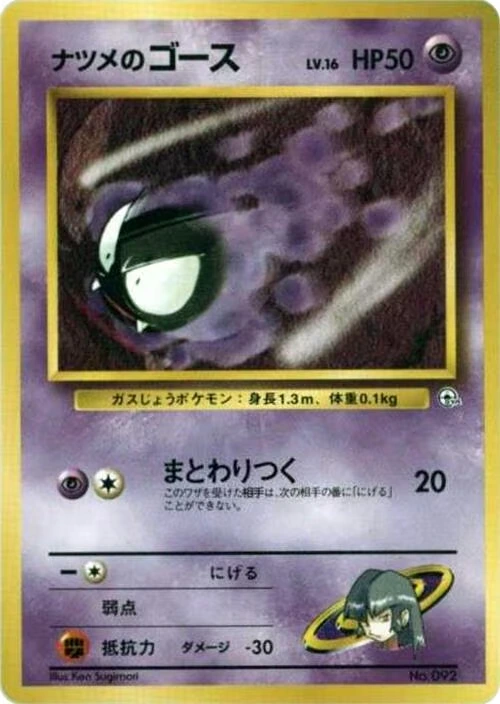 ナツメのゴース LV.16 HP50
ガスじょうポケモン：身長1.3m、体重0.1kg
まとわりつく 20
このワザを受けた相手は、次の相手の番に「にげる」
ことができない。
にげる
弱点
抵抗力 ダメージ -30
Illus. Ken Sugimori No. 092